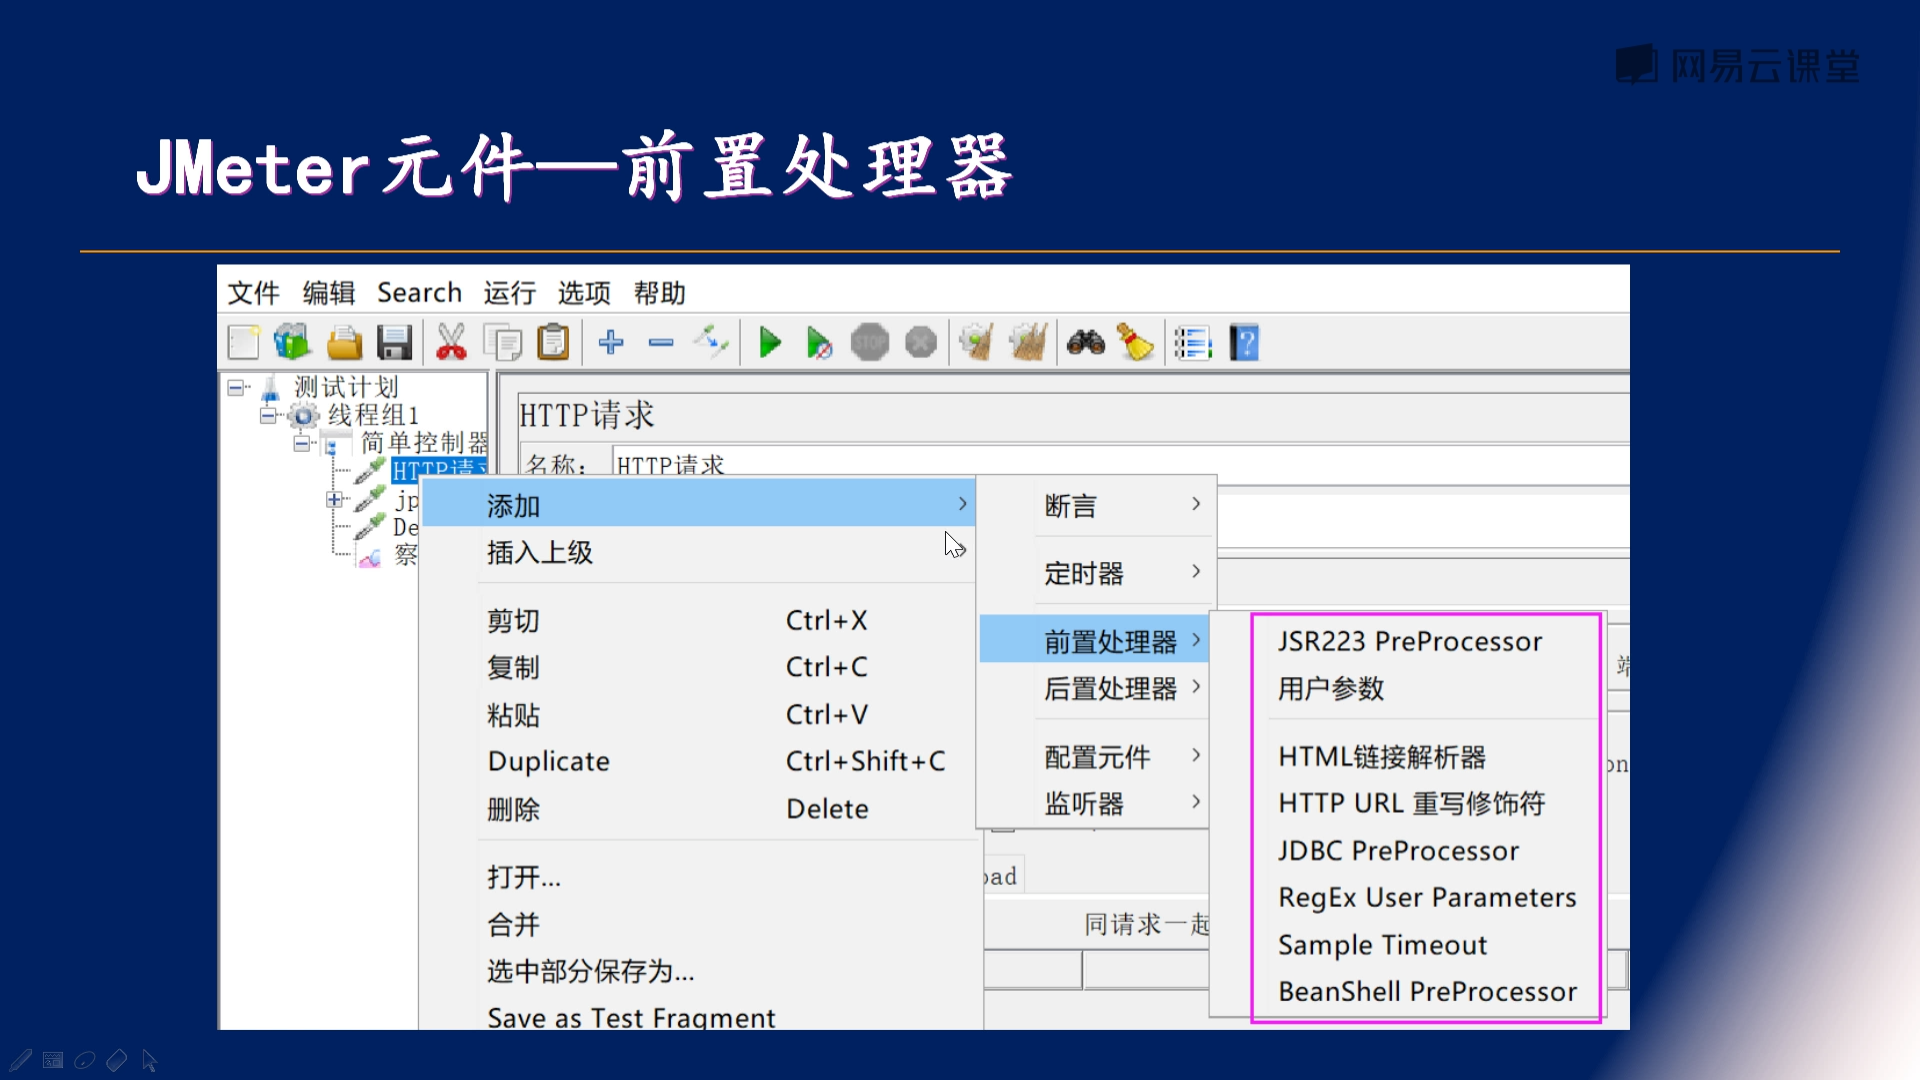 网易云课堂
JMeter元件—前置处理器
文件 编辑 Search 运行 选项 帮助
STOP
测试计划
线程组1
简单控制器
HTTP请求
HTTP请求
名称： HTTP请求
jp
De
察
添加
插入上级
剪切 Ctrl+X
复制 Ctrl+C
粘贴 Ctrl+V
Duplicate Ctrl+Shift+C
删除 Delete
打开...
合并
选中部分保存为...
Save as Test Fragment
断言
定时器
前置处理器
后置处理器
配置元件
监听器
oad
同请求一起
JSR223 PreProcessor
用户参数
HTML链接解析器
HTTP URL 重写修饰符
JDBC PreProcessor
RegEx User Parameters
Sample Timeout
BeanShell PreProcessor
端
on